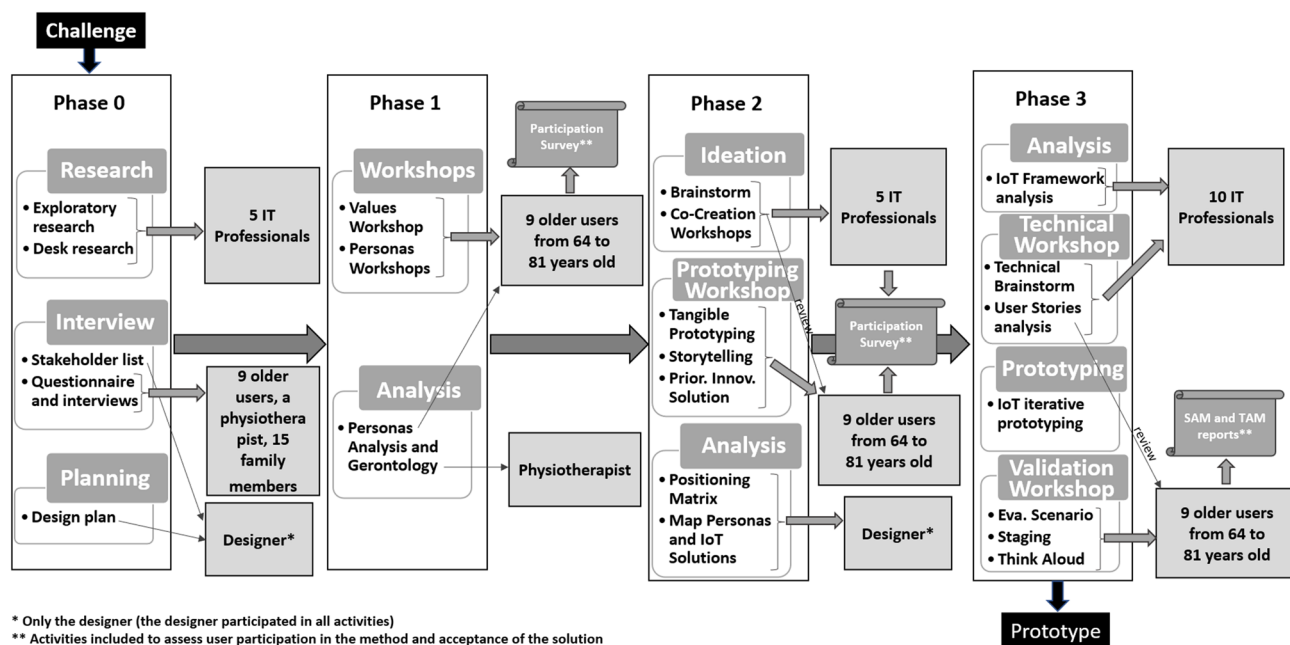 Challenge
Phase 0
Research
• Exploratory
research
• Desk research
5 IT
Professionals
Interview
• Stakeholder list
• Questionnaire
and interviews
9 older
users, a
physiothera
pist, 15
family
members
Planning
• Design plan
Designer*
Phase 1
Workshops
• Values
Workshop
• Personas
Workshops
Participation
Survey**
9 older users
from 64 to
81 years old
Analysis
• Personas
Analysis and
Gerontology
Physiotherapist
Phase 2
Ideation
• Brainstorm
• Co-Creation
Workshops
5 IT
Professionals
Prototyping
Workshop
• Tangible
Prototyping
• Storytelling
• Prior. Innov.
Solution
review
Participation
Survey**
9 older users
from 64 to
81 years old
Analysis
• Positioning
Matrix
• Map Personas
and IoT
Solutions
Designer*
Phase 3
Analysis
• IoT Framework
analysis
10 IT
Professionals
Technical
Workshop
• Technical
Brainstorm
• User Stories
analysis
review
Prototyping
• IoT iterative
prototyping
SAM and TAM
reports**
Validation
Workshop
• Eva. Scenario
• Staging
• Think Aloud
9 older users
from 64 to
81 years old
Prototype
* Only the designer (the designer participated in all activities)
** Activities included to assess user participation in the method and acceptance of the solution